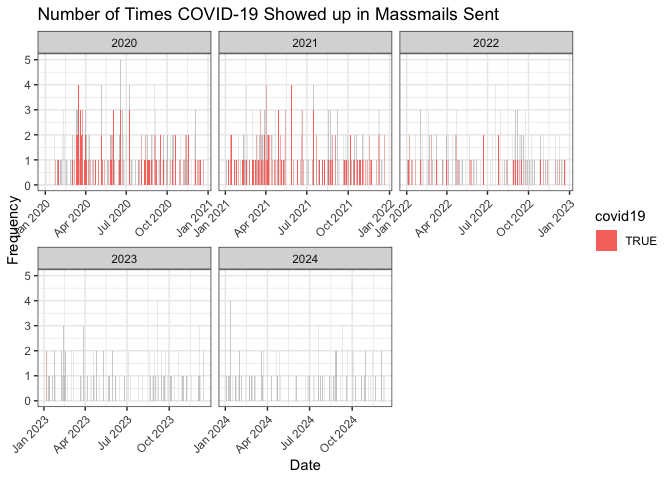 Number of Times COVID-19 Showed up in Massmails Sent
2020 2021 2022
5
4
3
2
1
0
Jan 2020 Apr 2020 Jul 2020 Oct 2020 Jan 2021 Jan 2021 Apr 2021 Jul 2021 Oct 2021 Jan 2022 Jan 2022 Apr 2022 Jul 2022 Oct 2022 Jan 2023
Frequency
covid19
TRUE
2023 2024
5
4
3
2
1
0
Jan 2023 Apr 2023 Jul 2023 Oct 2023 Jan 2024 Apr 2024 Jul 2024 Oct 2024
Date